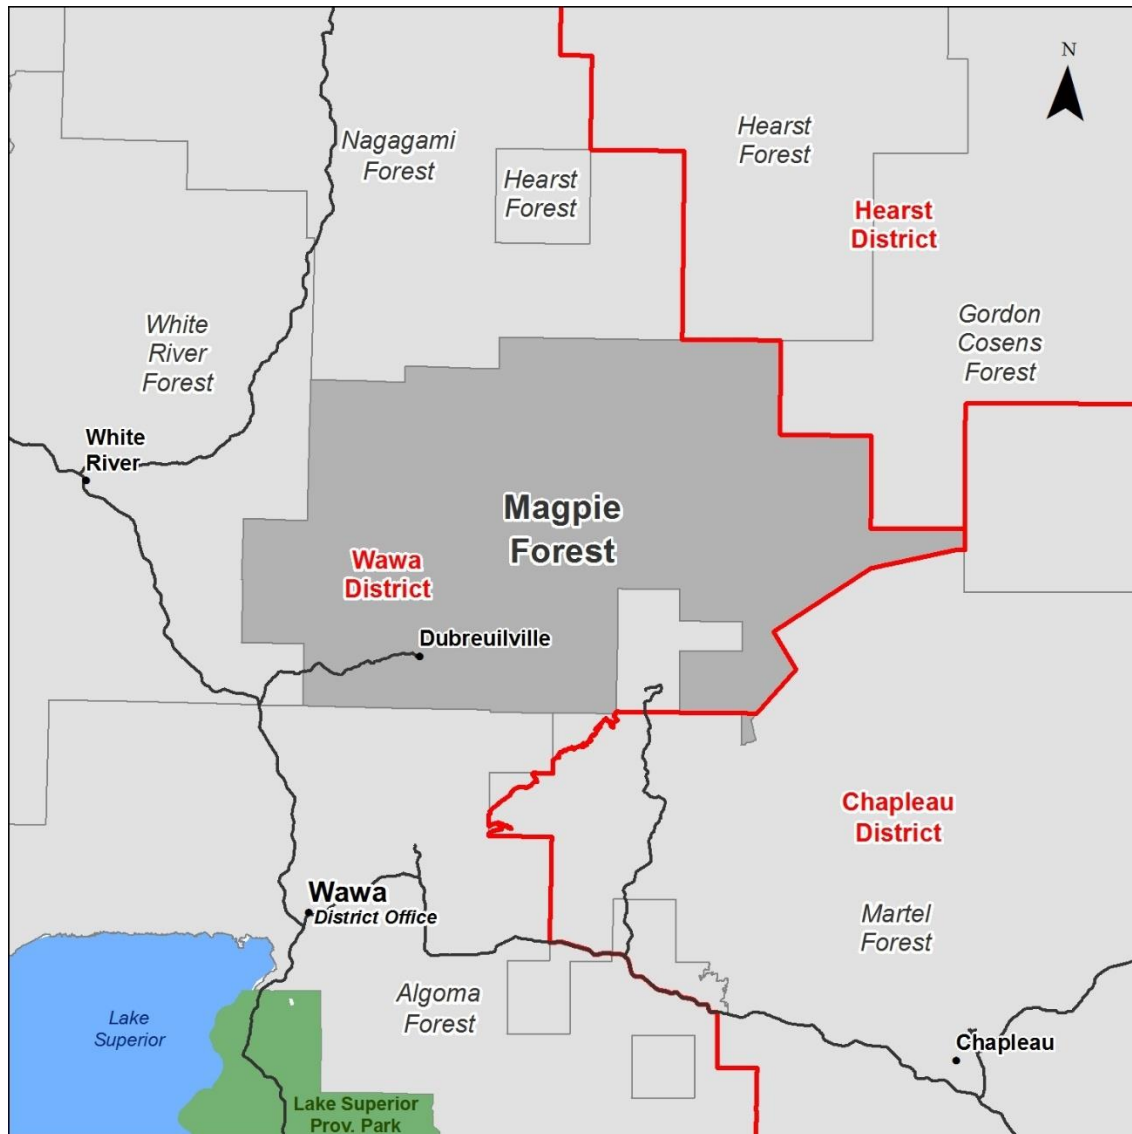 N
Nagagami
Forest
Hearst
Forest
Hearst
Forest
Hearst
District
White
River
Forest
Gordon
Cosens
Forest
White
River
Magpie
Forest
Wawa
District
Dubreuilville
Chapleau
District
Wawa
District Office
Martel
Forest
Algoma
Forest
Lake
Superior
Chapleau
Lake Superior
Prov. Park